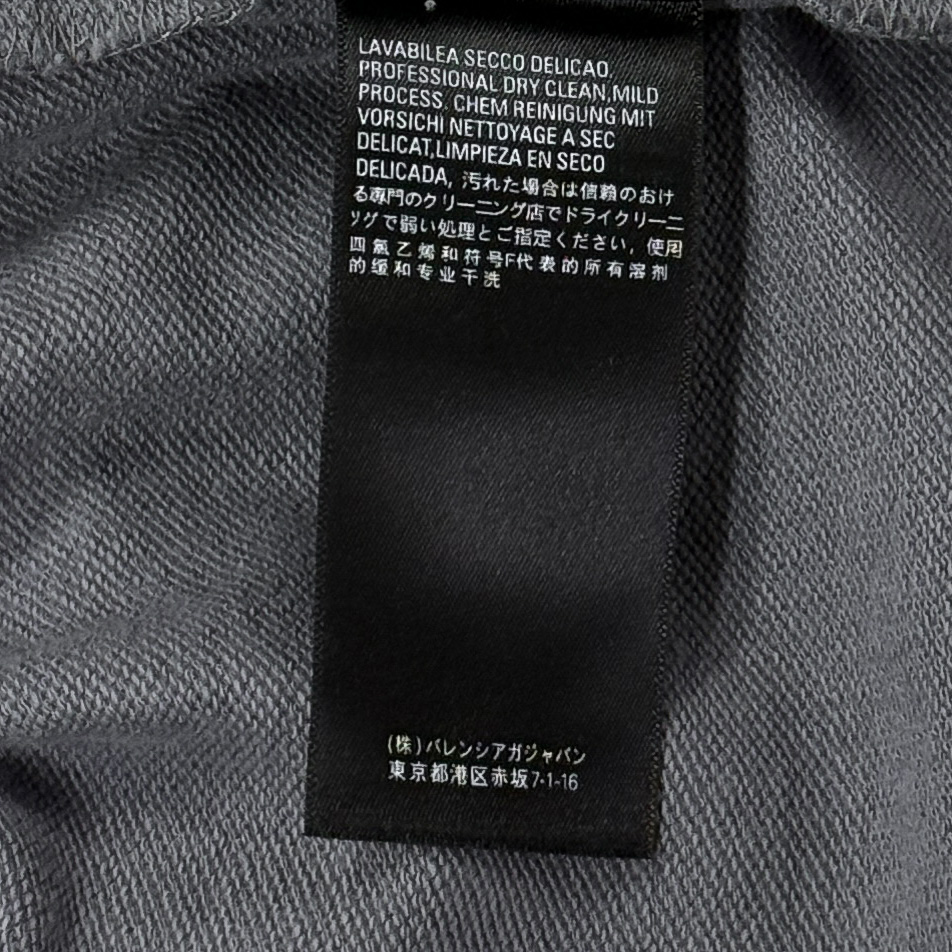 LAVABILEA SECCO DELICAO.
PROFESSIONAL DRY CLEAN,MILD
PROCESS. CHEM REINIGUNG MIT
VORSICHI NETTOYAGE A SEC
DELICAT,LIMPIEZA EN SECO
DELICADA, 汚れた場合は信頼のおけ
る専門のクリーニング店でドライクリーニ
ッグで弱い処理とご指定ください, 使用
四氯乙烯和符号F代表的所有溶剂
的缓和专业干洗
(株)バレンシアガジャパン
東京都港区赤坂7-1-16